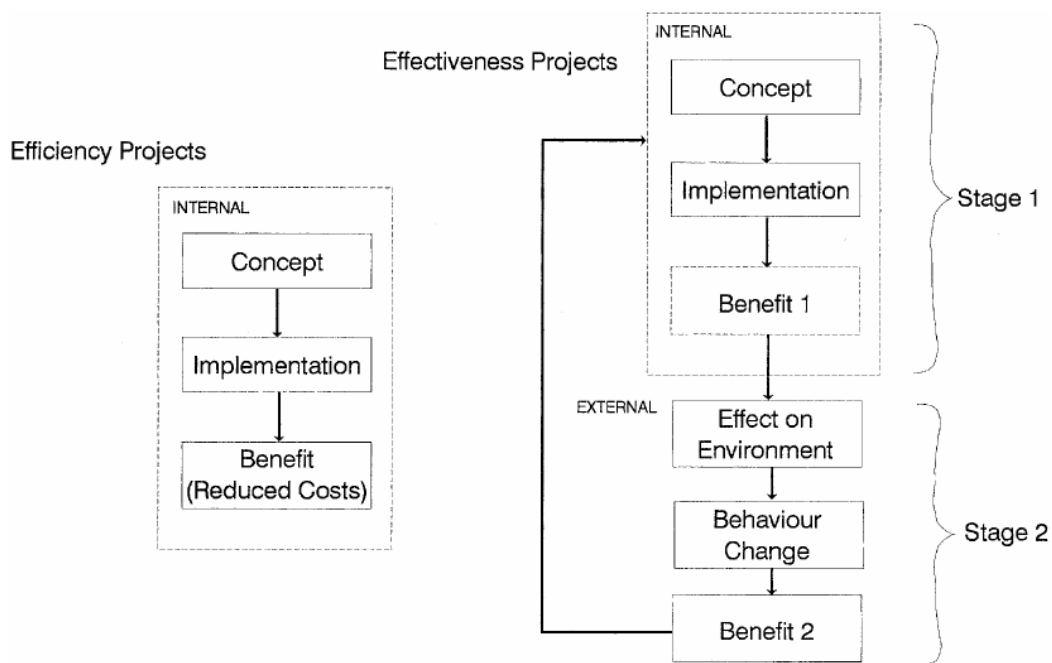 Efficiency Projects
INTERNAL
Concept
Implementation
Benefit
(Reduced Costs)
Effectiveness Projects
INTERNAL
Concept
Implementation
Benefit 1
Stage 1
EXTERNAL
Effect on
Environment
Behaviour
Change
Benefit 2
Stage 2